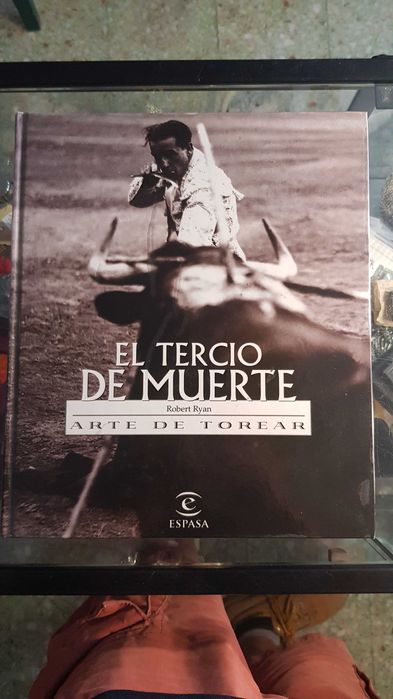 EL TERCIO
DE MUERTE
Robert Ryan
ARTE DE TOREAR
ESPASA